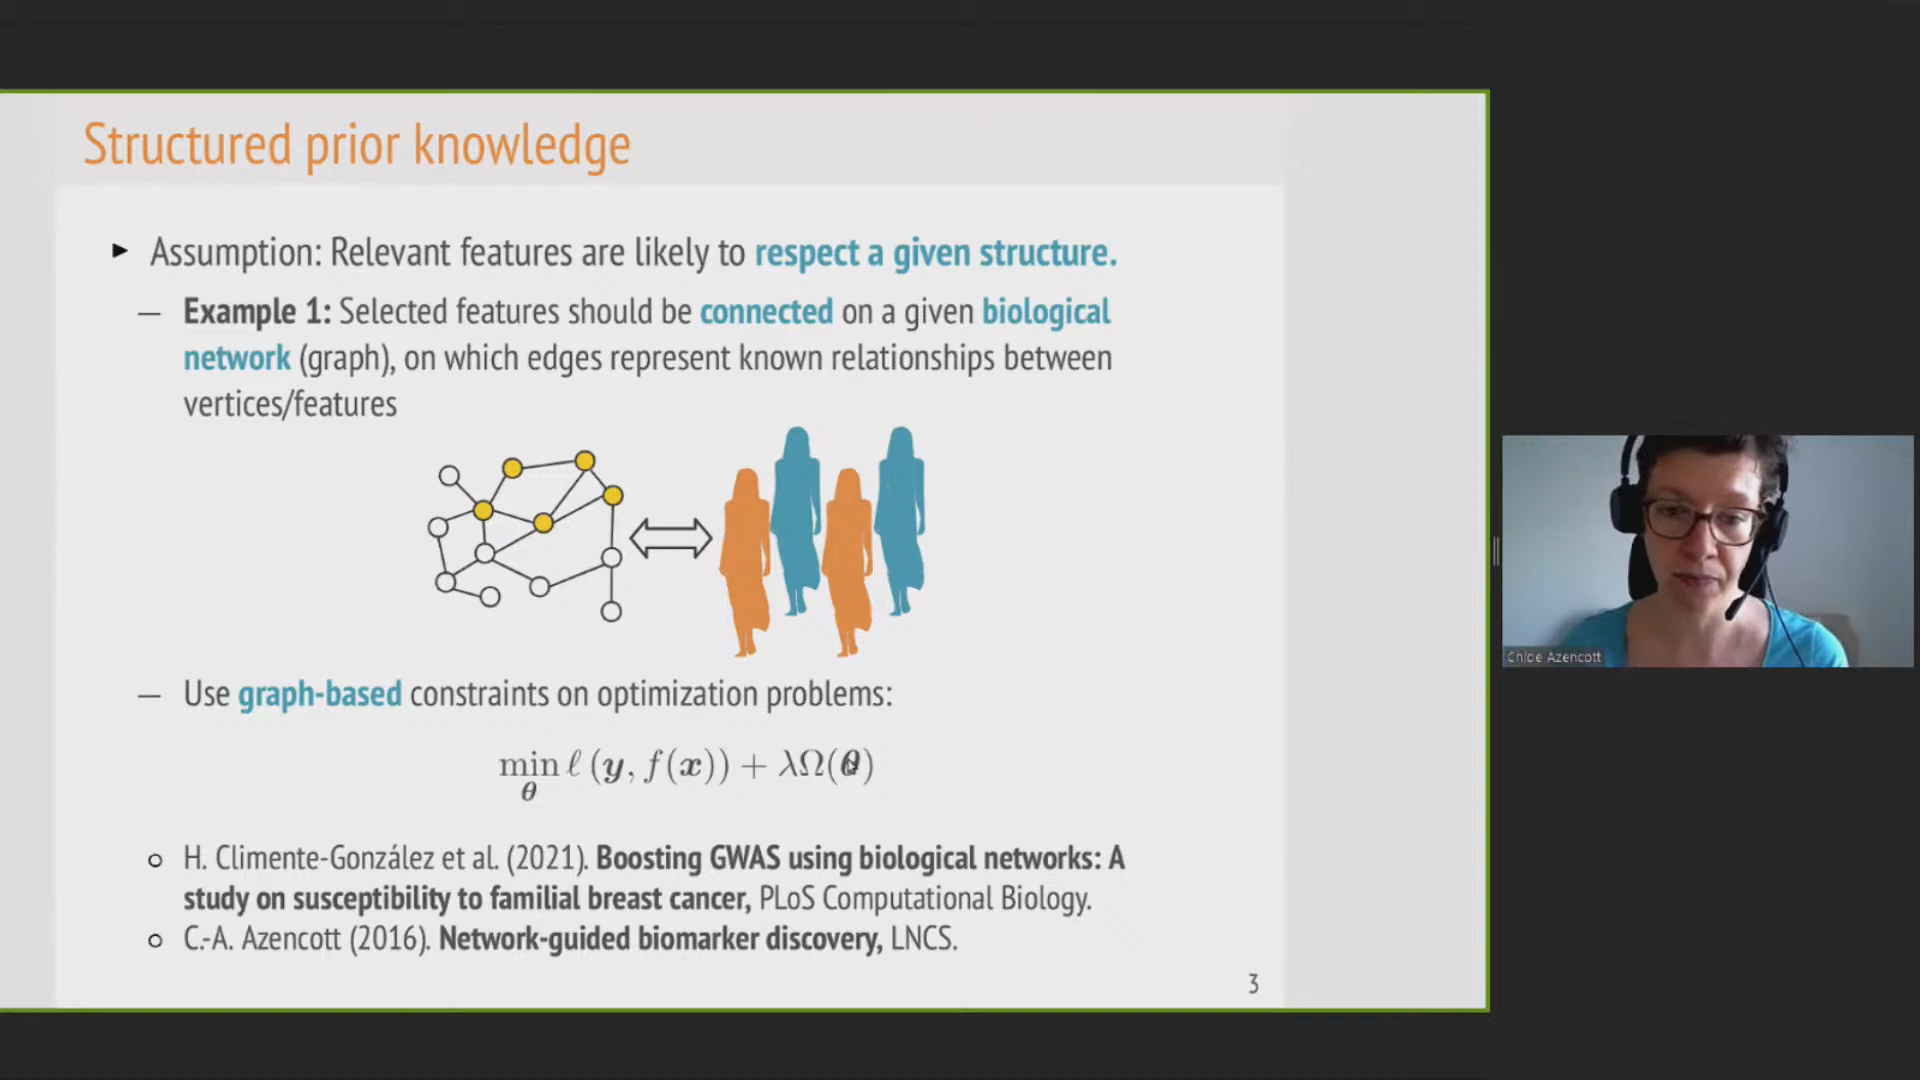 Structured prior knowledge
► Assumption: Relevant features are likely to respect a given structure.
— Example 1: Selected features should be connected on a given biological
network (graph), on which edges represent known relationships between
vertices/features
— Use graph-based constraints on optimization problems:
min ℓ (y, f(x)) + λΩ(θ)
θ
○ H. Climente-González et al. (2021). Boosting GWAS using biological networks: A
study on susceptibility to familial breast cancer, PLoS Computational Biology.
○ C.-A. Azencott (2016). Network-guided biomarker discovery, LNCS.
3
Chloe Azencott